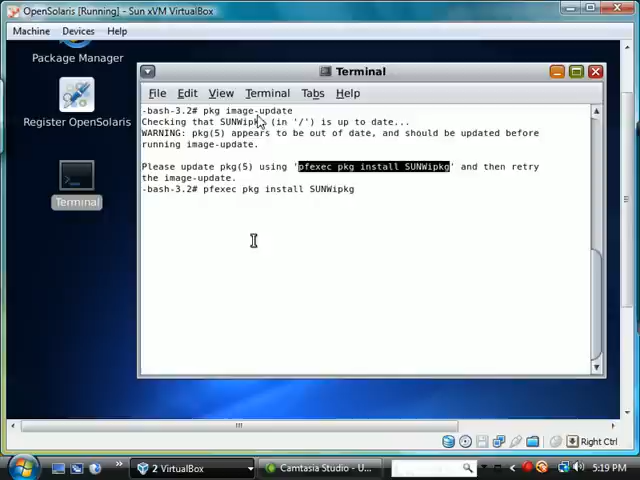 OpenSolaris [Running] - Sun xVM VirtualBox
Machine Devices Help
Package Manager
Register OpenSolaris
Terminal
Terminal
File Edit View Terminal Tabs Help
-bash-3.2# pkg image-update
Checking that SUNWipkg (in '/') is up to date...
WARNING: pkg(5) appears to be out of date, and should be updated before
running image-update.
Please update pkg(5) using 'pfexec pkg install SUNWipkg' and then retry
the image-update.
-bash-3.2# pfexec pkg install SUNWipkg
Right Ctrl
2 VirtualBox
Camtasia Studio - U...
5:19 PM